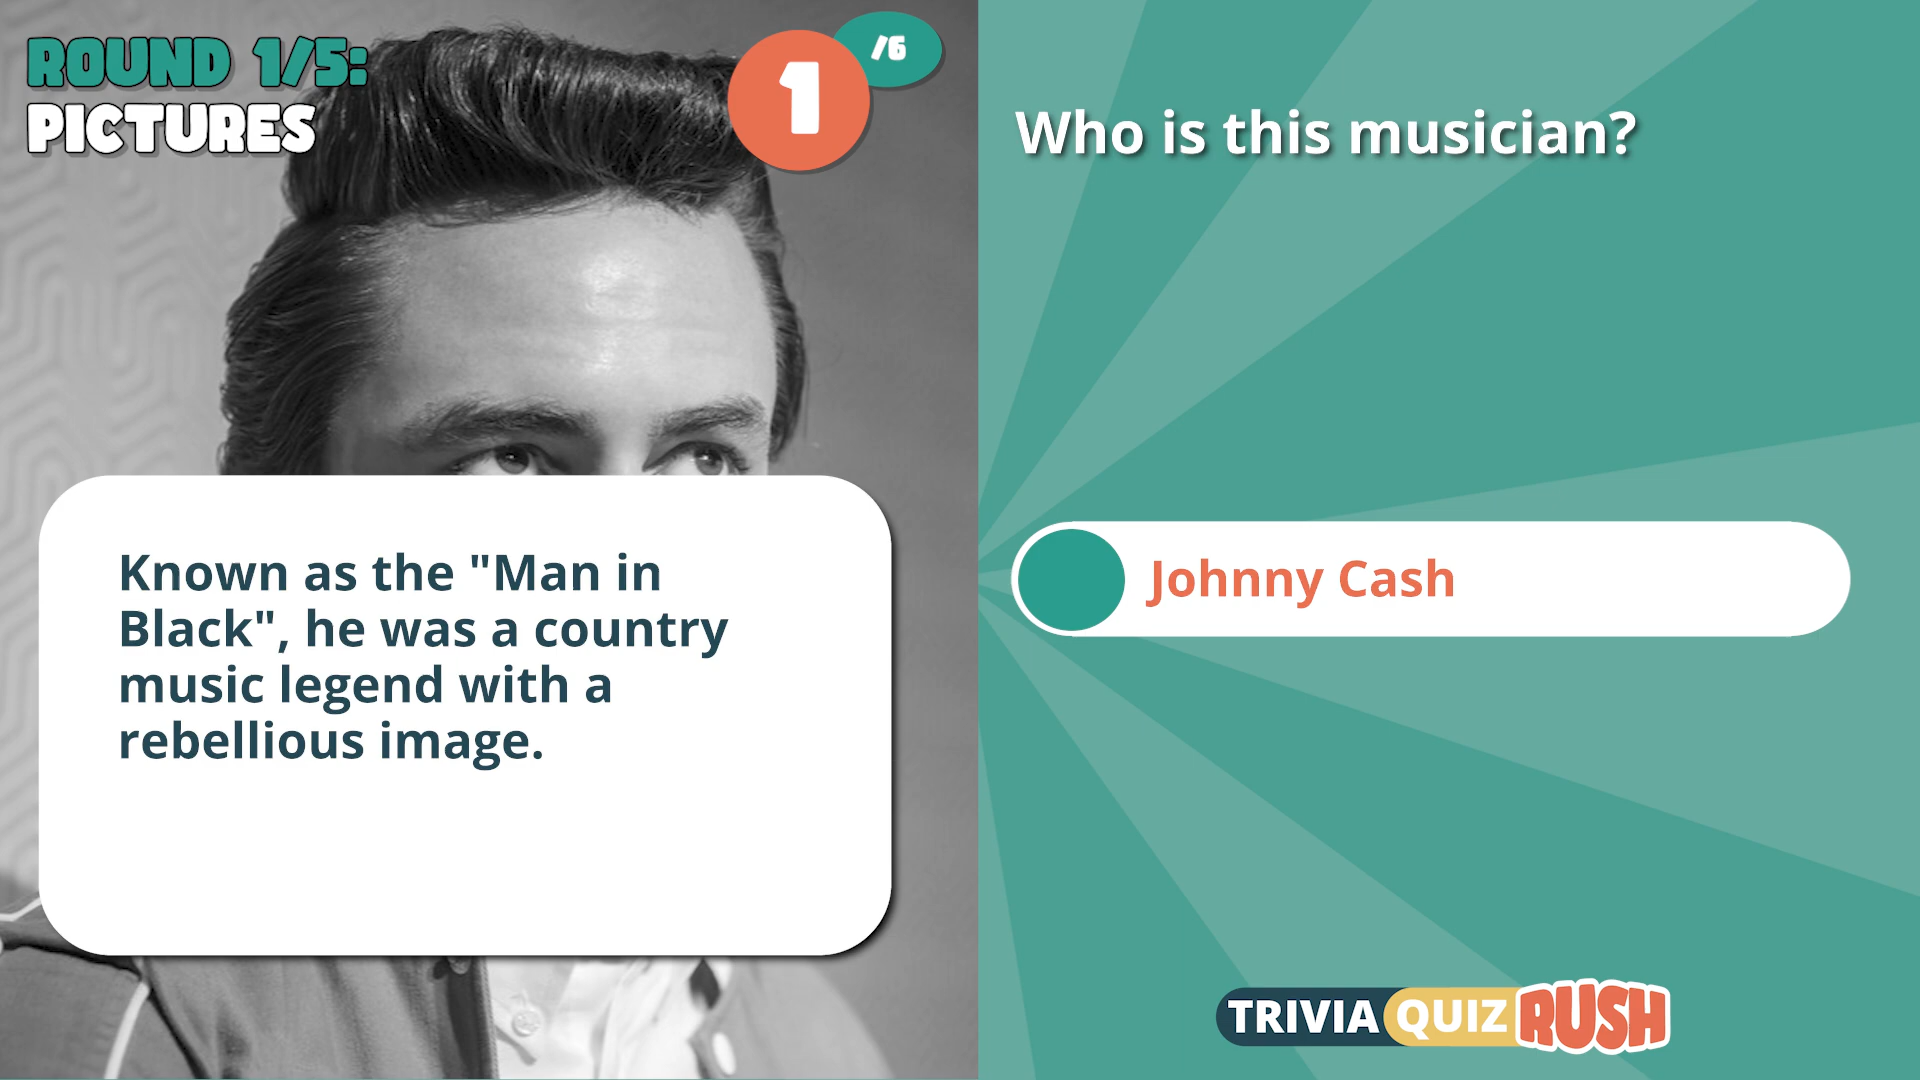 ROUND 1/5:
PICTURES
1
/6
Who is this musician?
Known as the "Man in
Black", he was a country
music legend with a
rebellious image.
Johnny Cash
TRIVIA QUIZ RUSH